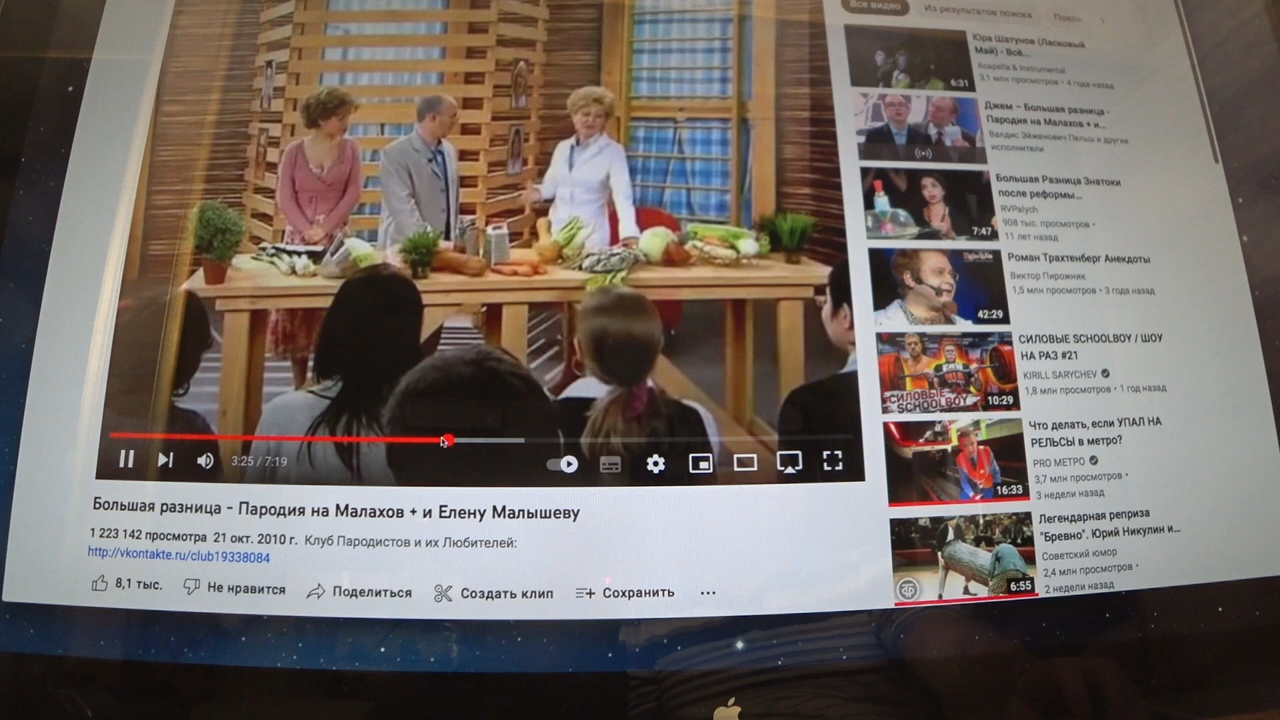 3:25 / 7:19
Большая разница - Пародия на Малахов + и Елену Малышеву
1 223 142 просмотра 21 окт. 2010 г. Клуб Пародистов и их Любителей:
http://vkontakte.ru/club19338084
8,1 тыс.
Не нравится
Поделиться
Создать клип
Сохранить
Все видео
Из результатов поиска
Юра Шатунов (Ласковый
Май) - Всё...
Acapella & Instrumental
3,1 млн просмотров • 4 года назад
6:31
Джем – Большая разница -
Пародия на Малахов + и...
Валдис Эйженович Пельш и другие
исполнители
Большая Разница Знатоки
после реформы...
RVPalych
908 тыс. просмотров •
11 лет назад
7:47
Роман Трахтенберг Анекдоты
Виктор Пирожник
1,5 млн просмотров • 3 года назад
42:29
СИЛОВЫЕ SCHOOLBOY / ШОУ
НА РАЗ #21
KIRILL SARYCHEV
1,8 млн просмотров • 1 год назад
СИЛОВЫЕ
SCHOOLBOY
10:29
Что делать, если УПАЛ НА
РЕЛЬСЫ в метро?
PRO МЕТРО
3,7 млн просмотров •
3 недели назад
16:33
Легендарная реприза
"Бревно". Юрий Никулин и...
Советский юмор
2,4 млн просмотров •
2 недели назад
6:55